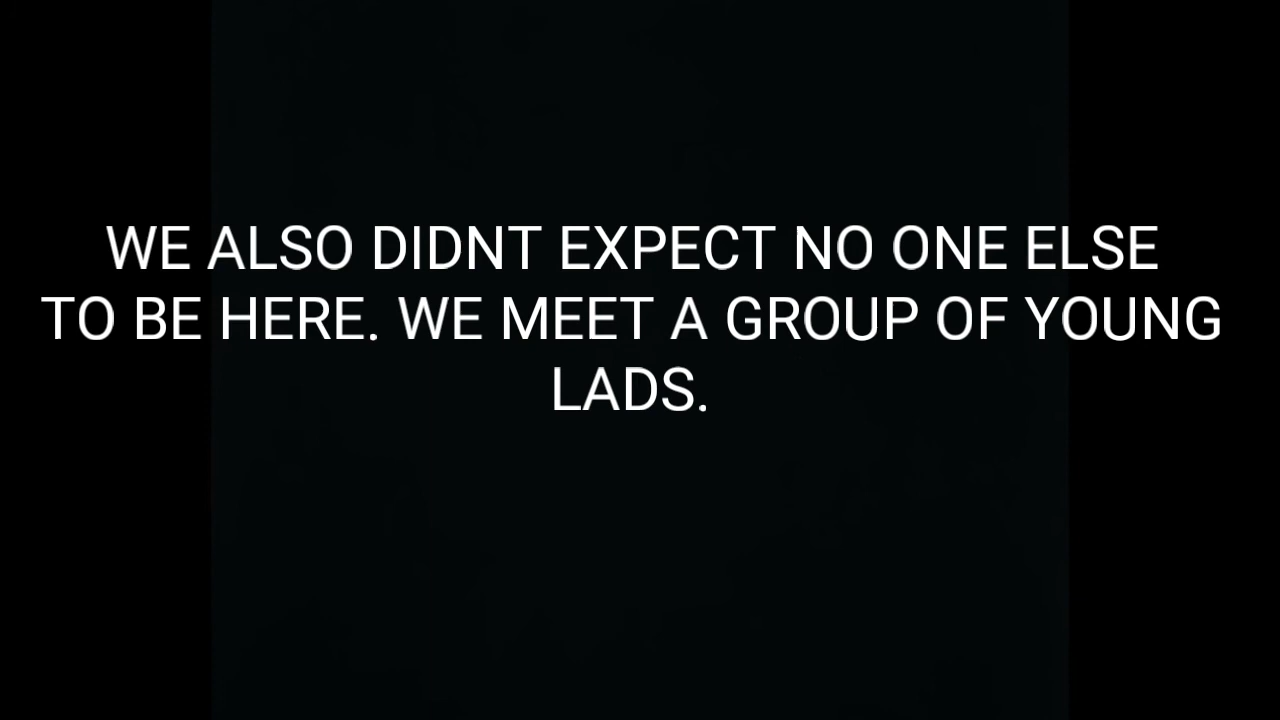 WE ALSO DIDNT EXPECT NO ONE ELSE
TO BE HERE. WE MEET A GROUP OF YOUNG
LADS.